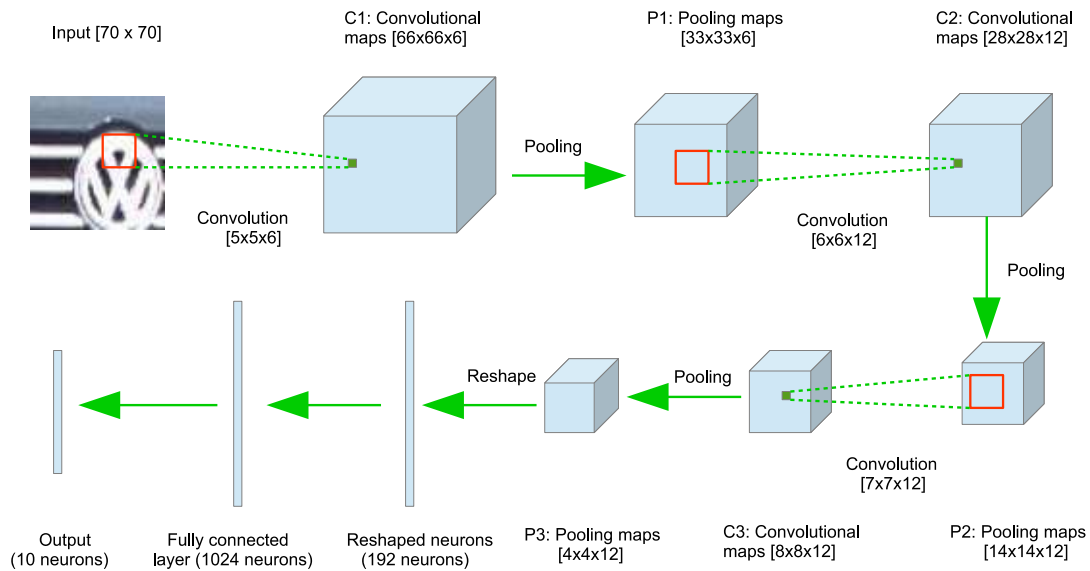 Input [70 x 70]
C1: Convolutional
maps [66x66x6]
P1: Pooling maps
[33x33x6]
C2: Convolutional
maps [28x28x12]
Convolution
[5x5x6]
Pooling
Convolution
[6x6x12]
Pooling
Reshape
Pooling
Convolution
[7x7x12]
Output
(10 neurons)
Fully connected
layer (1024 neurons)
Reshaped neurons
(192 neurons)
P3: Pooling maps
[4x4x12]
C3: Convolutional
maps [8x8x12]
P2: Pooling maps
[14x14x12]